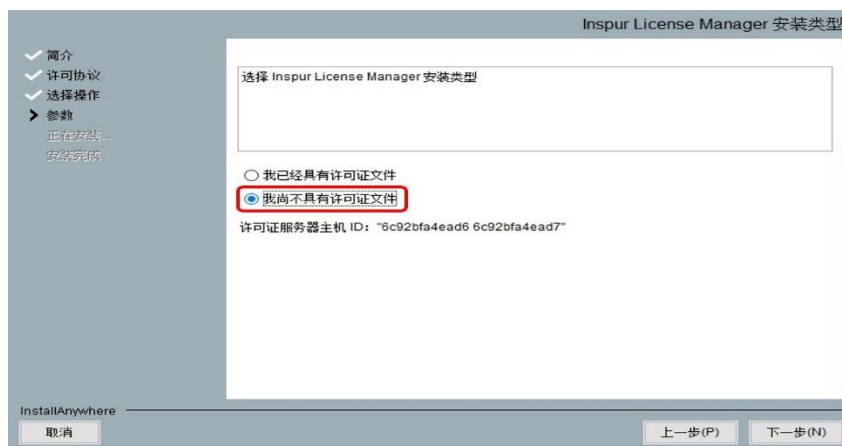 Inspur License Manager 安装类型
简介
许可协议
选择操作
参数
正在安装...
安装完成
选择 Inspur License Manager 安装类型
我已经具有许可证文件
我尚不具有许可证文件
许可证服务器主机 ID："6c92bfa4ead6 6c92bfa4ead7"
InstallAnywhere
取消
上一步(P)
下一步(N)